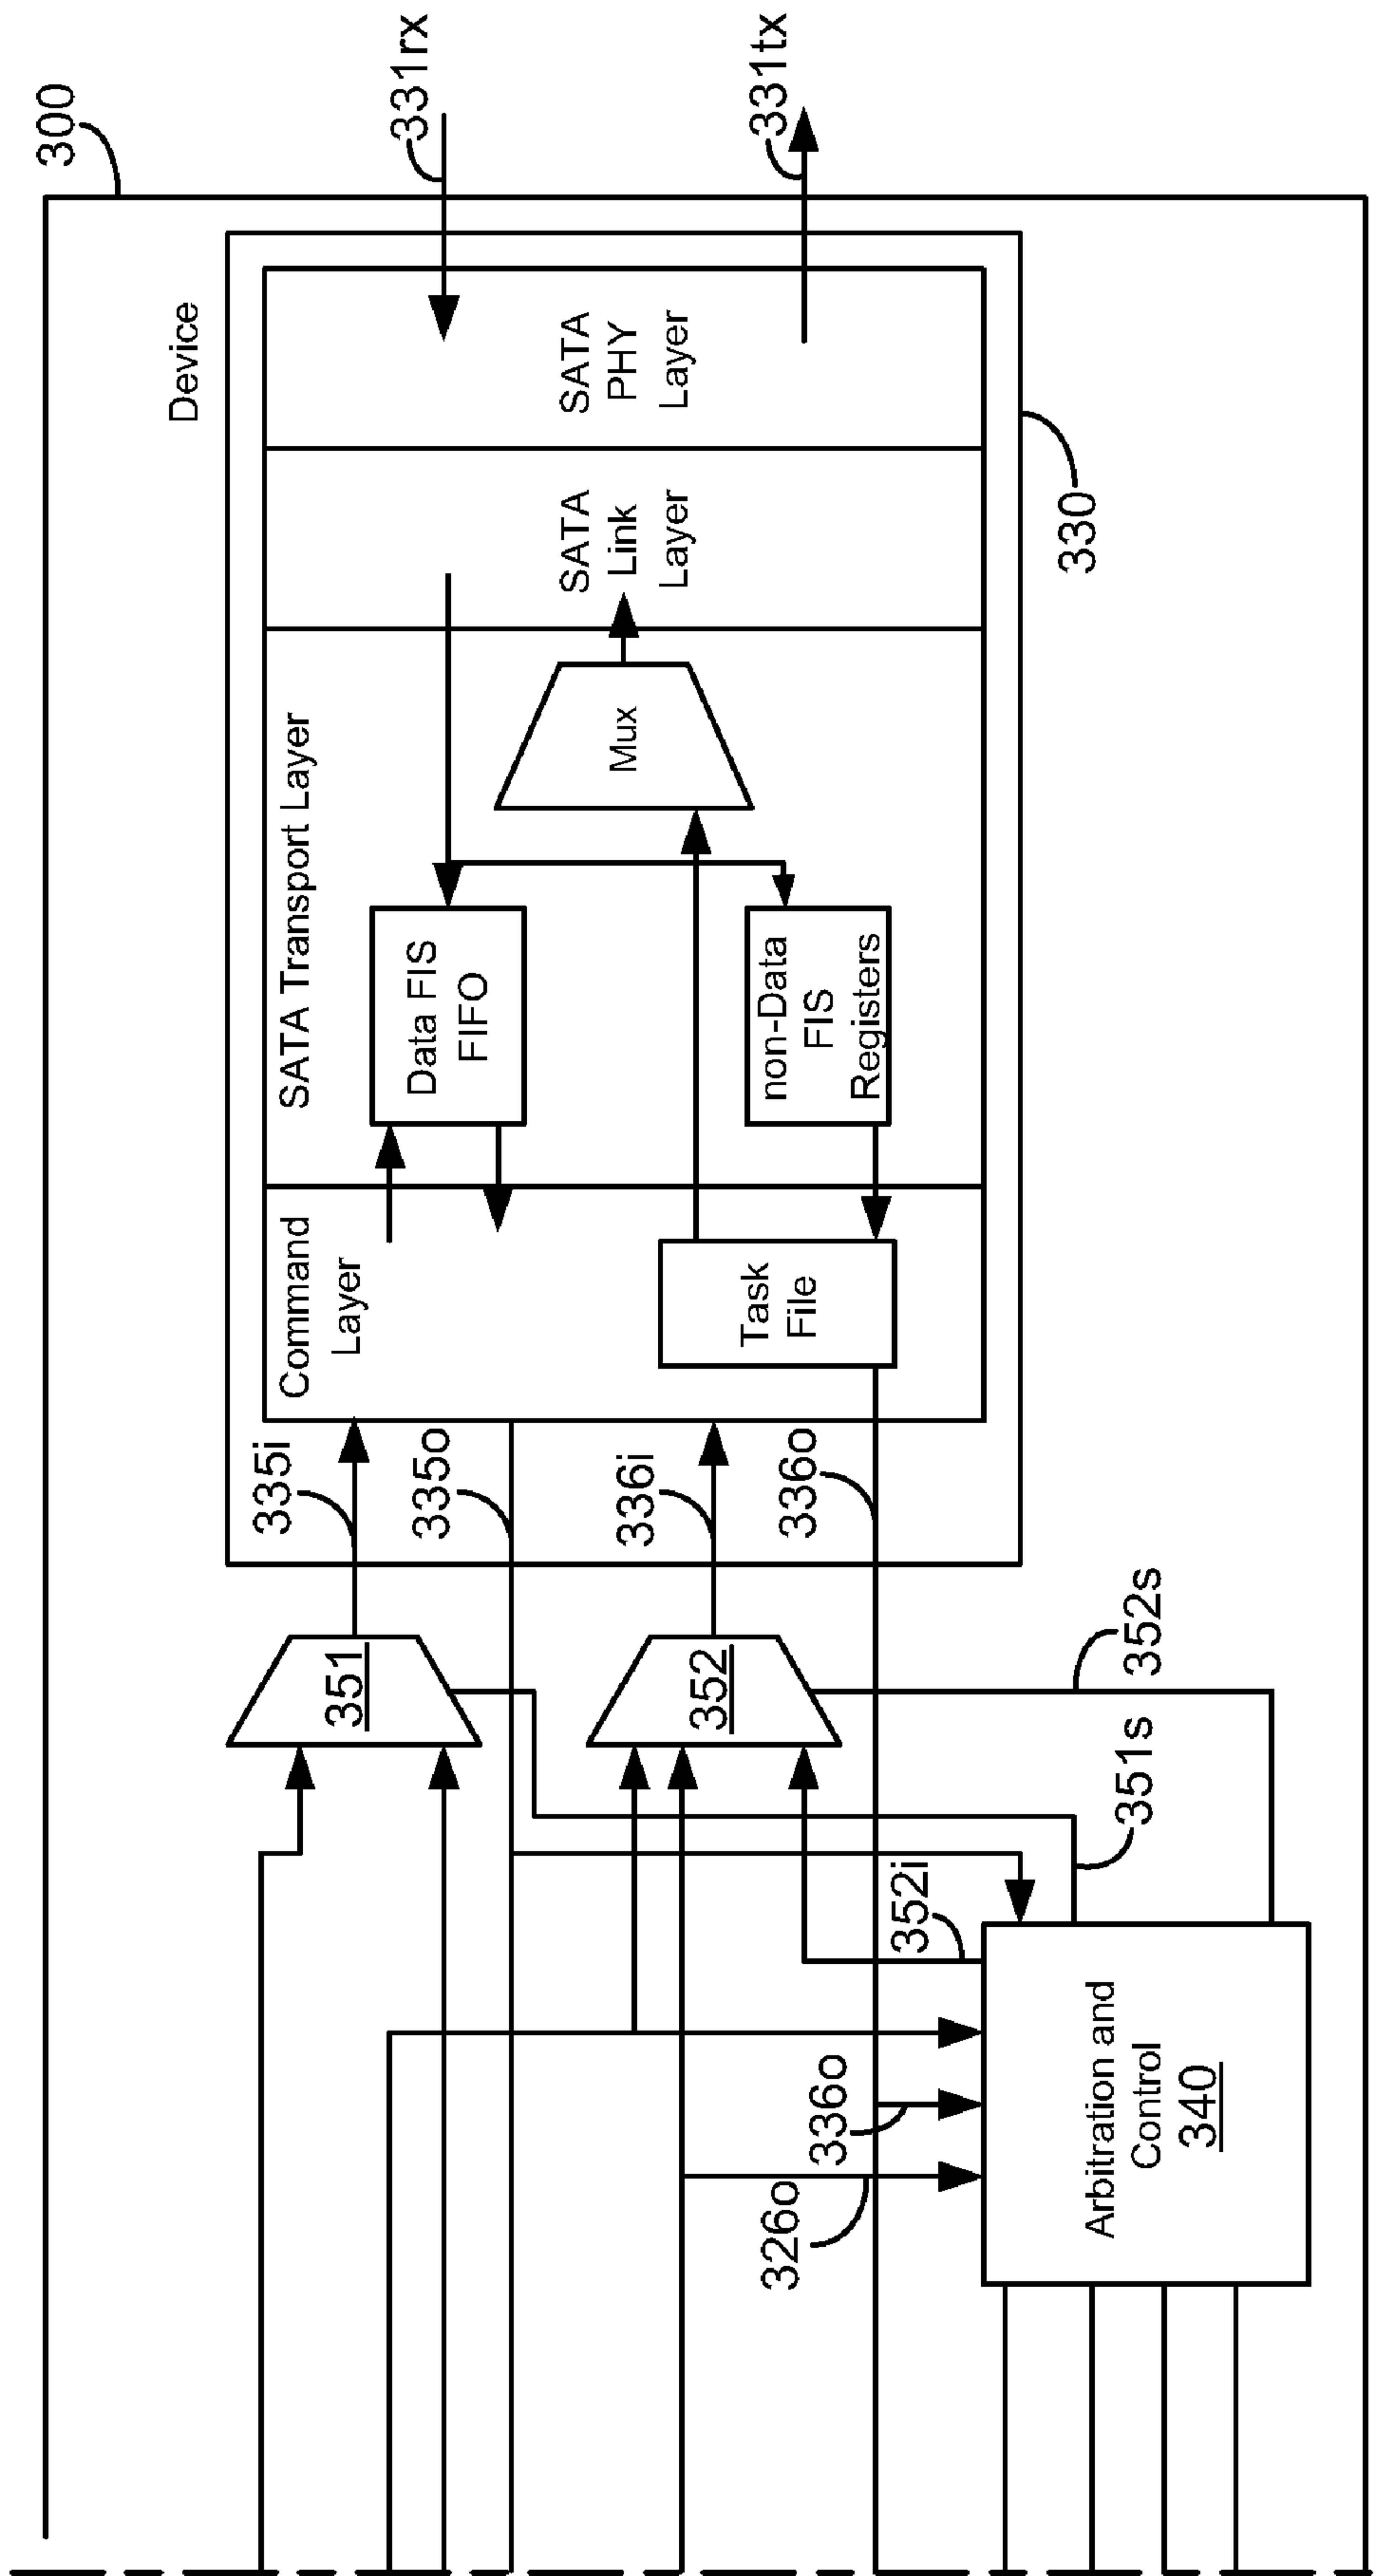 300
331rx
331tx
Device
SATA
PHY
Layer
SATA
Link
Layer
330
SATA Transport Layer
Mux
Data FIS
FIFO
non-Data
FIS
Registers
Command
Layer
Task
File
335i
335o
336i
336o
351
352
352s
351s
352i
336o
326o
Arbitration and
Control
340